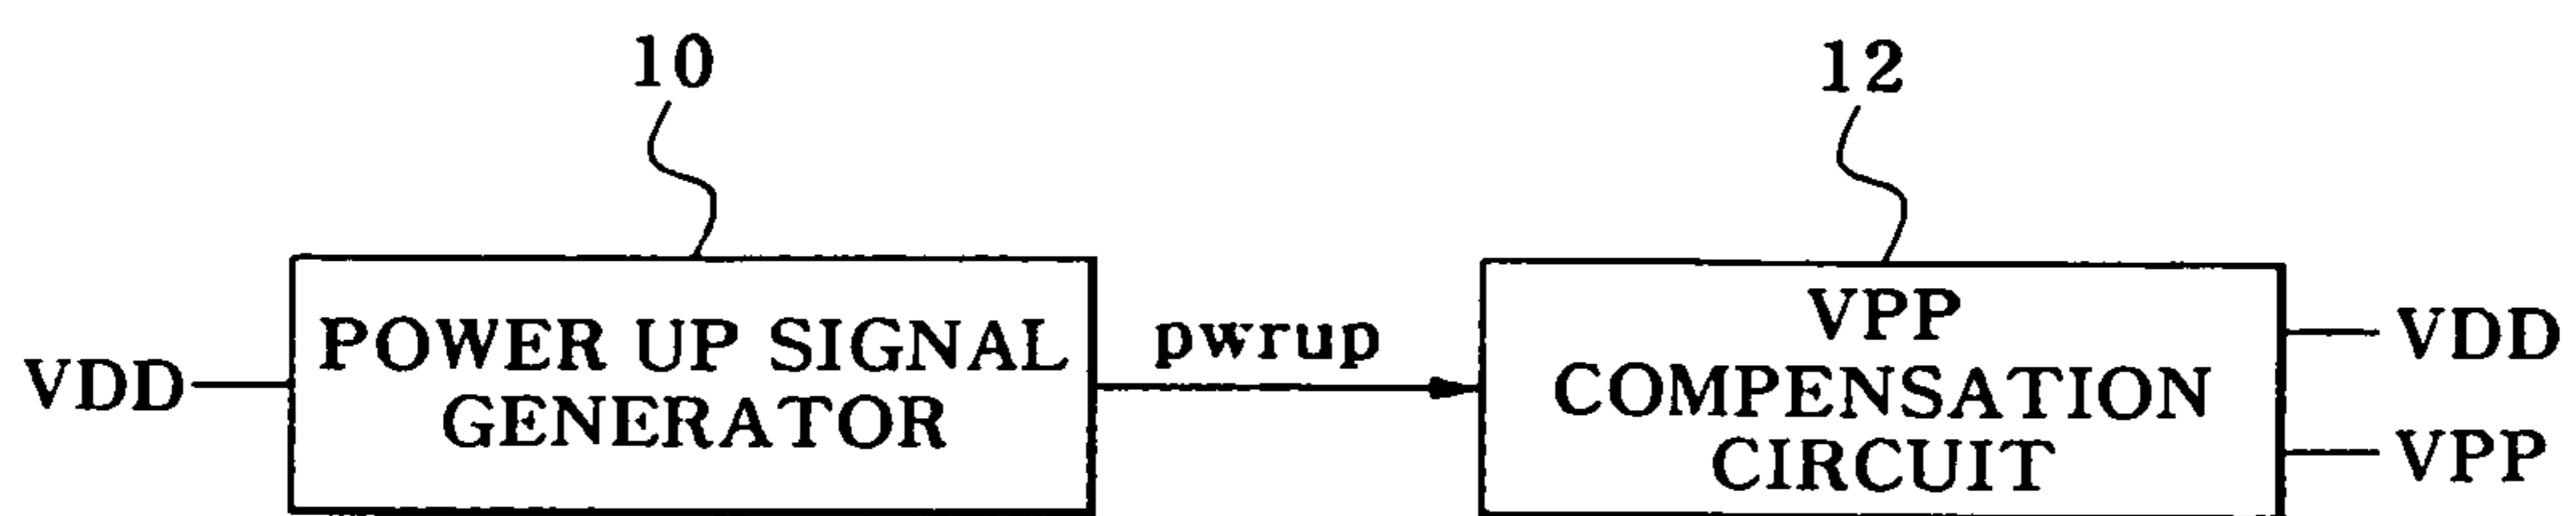 10
12
VDD
POWER UP SIGNAL
GENERATOR
pwrup
VPP
COMPENSATION
CIRCUIT
VDD
VPP